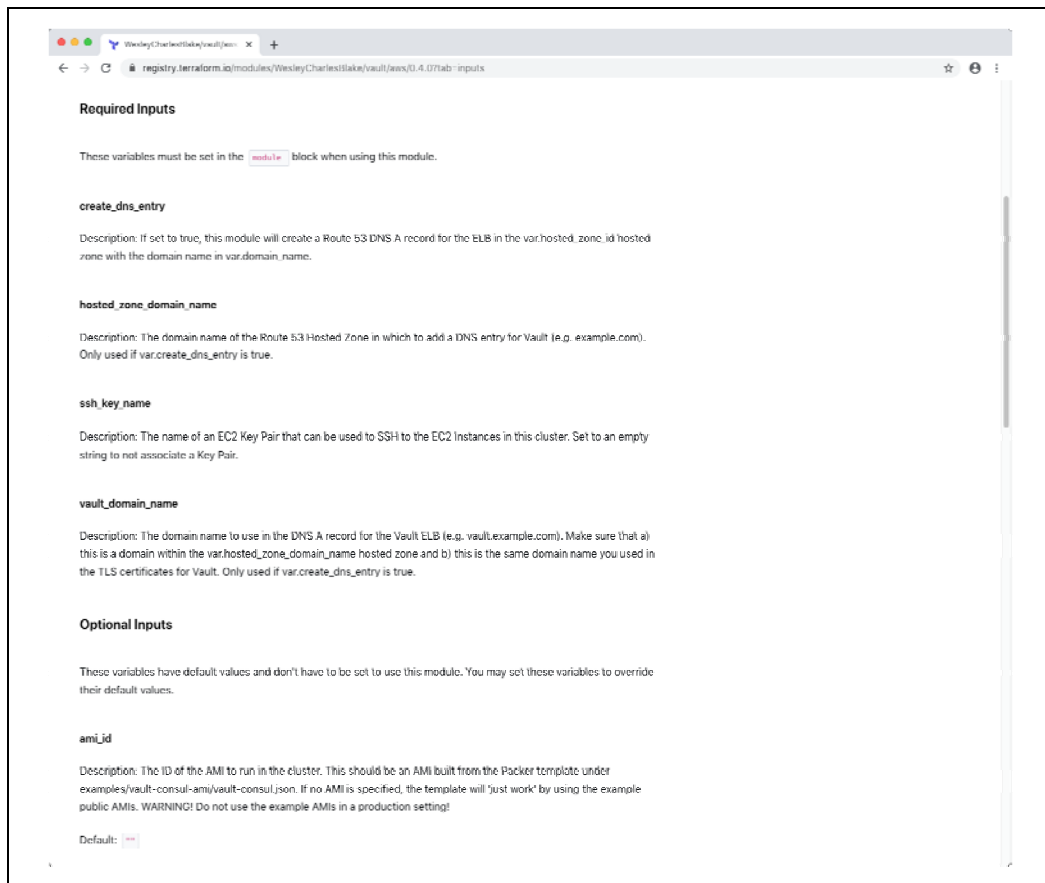 WesleyCharlesBlake/vault/aws
registry.terraform.io/modules/WesleyCharlesBlake/vault/aws/0.4.0?tab=inputs
Required Inputs
These variables must be set in the module block when using this module.
create_dns_entry
Description: If set to true, this module will create a Route 53 DNS A record for the ELB in the var.hosted_zone_id hosted
zone with the domain name in var.domain_name.
hosted_zone_domain_name
Description: The domain name of the Route 53 Hosted Zone in which to add a DNS entry for Vault (e.g. example.com).
Only used if var.create_dns_entry is true.
ssh_key_name
Description: The name of an EC2 Key Pair that can be used to SSH to the EC2 Instances in this cluster. Set to an empty
string to not associate a Key Pair.
vault_domain_name
Description: The domain name to use in the DNS A record for the Vault ELB (e.g. vault.example.com). Make sure that a)
this is a domain within the var.hosted_zone_domain_name hosted zone and b) this is the same domain name you used in
the TLS certificates for Vault. Only used if var.create_dns_entry is true.
Optional Inputs
These variables have default values and don't have to be set to use this module. You may set these variables to override
their default values.
ami_id
Description: The ID of the AMI to run in the cluster. This should be an AMI built from the Packer template under
examples/vault-consul-ami/vault-consul.json. If no AMI is specified, the template will 'just work' by using the example
public AMIs. WARNING! Do not use the example AMIs in a production setting!
Default: ""